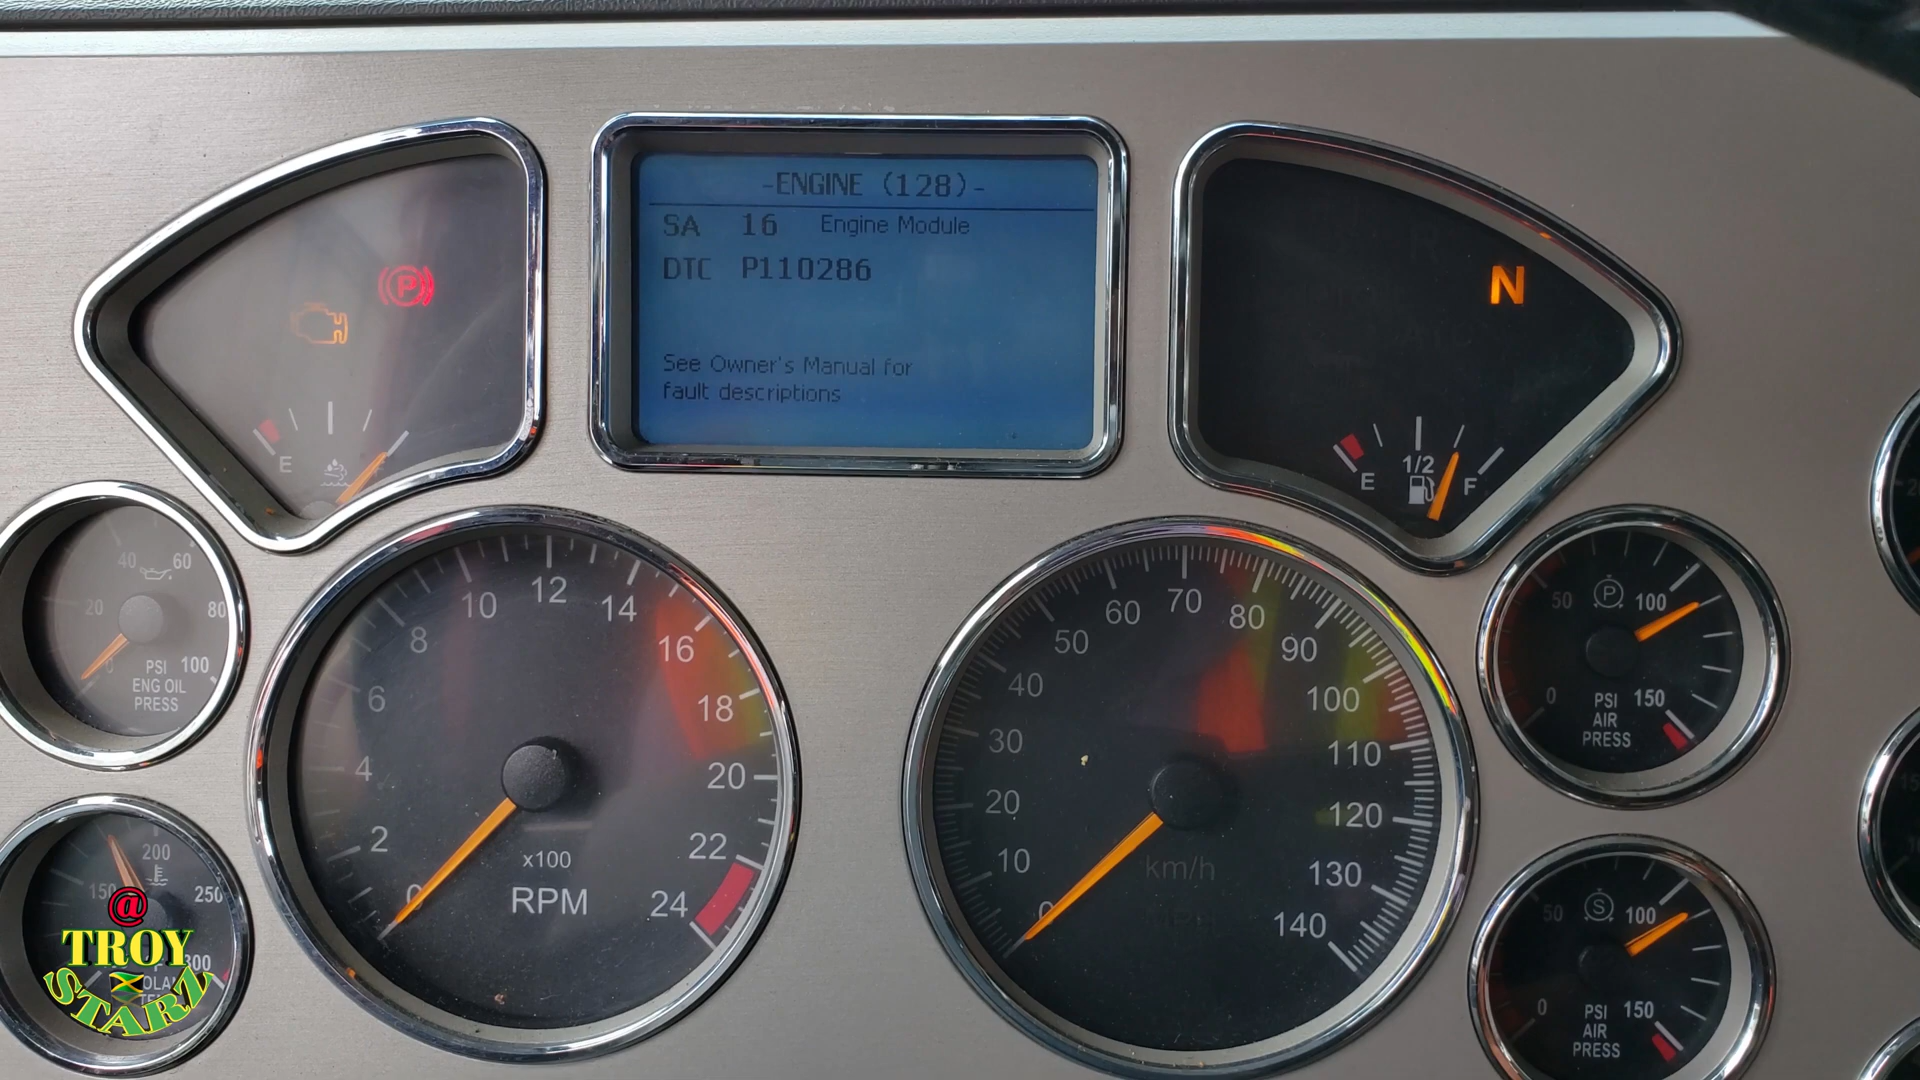 -ENGINE (128)-
SA 16 Engine Module
DTC P110286
See Owner's Manual for
fault descriptions
P
N
E
F
E 1/2 F
40 60
20 80
0 PSI 100
ENG OIL
PRESS
0 2 4 6 8 10 12 14 16 18 20 22 24
x100
RPM
0 10 20 30 40 50 60 70 80 90 100 110 120 130 140
km/h
50 P 100
0 PSI 150
AIR
PRESS
50 S 100
0 PSI 150
AIR
PRESS
150 200 250
300
@
TROY
STARZ